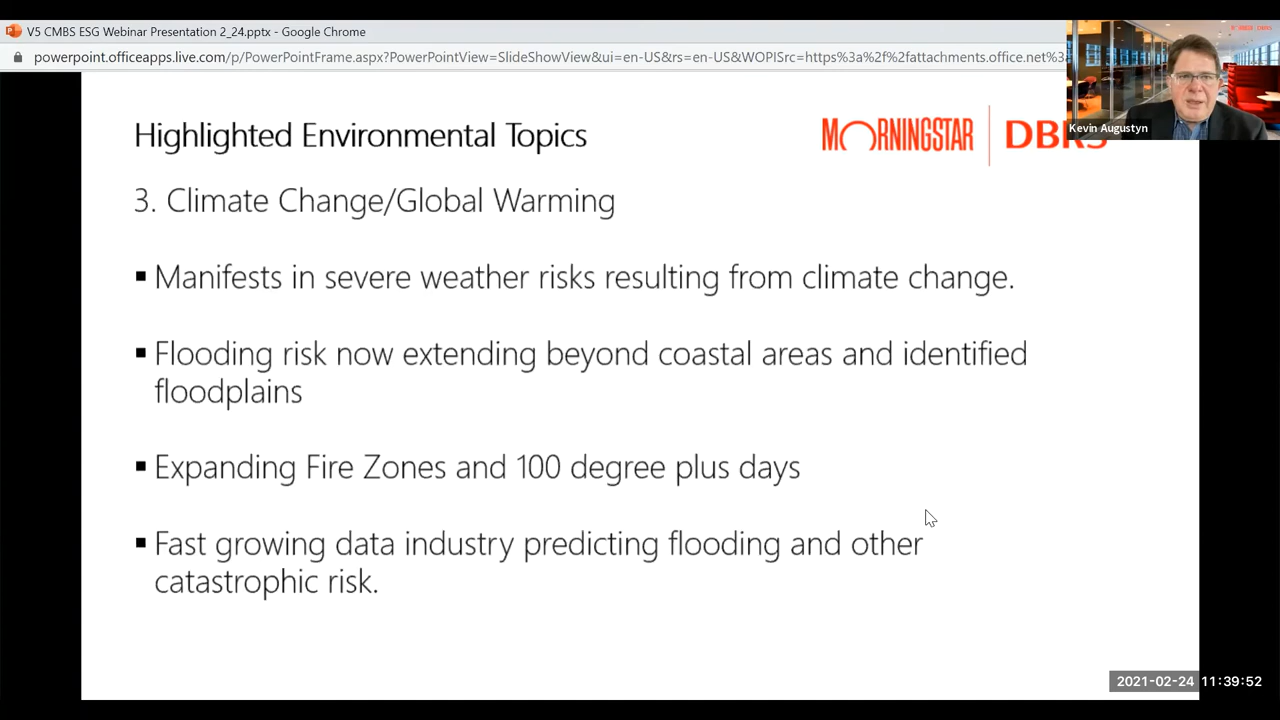 V5 CMBS ESG Webinar Presentation 2_24.pptx - Google Chrome
powerpoint.officeapps.live.com/p/PowerPointFrame.aspx?PowerPointView=SlideShowView&ui=en-US&rs=en-US&WOPISrc=https%3a%2f%2fattachments.office.net%3
Kevin Augustyn
Highlighted Environmental Topics
MORNINGSTAR | DBRS
3. Climate Change/Global Warming
▪ Manifests in severe weather risks resulting from climate change.
▪ Flooding risk now extending beyond coastal areas and identified
floodplains
▪ Expanding Fire Zones and 100 degree plus days
▪ Fast growing data industry predicting flooding and other
catastrophic risk.
2021-02-24 11:39:52